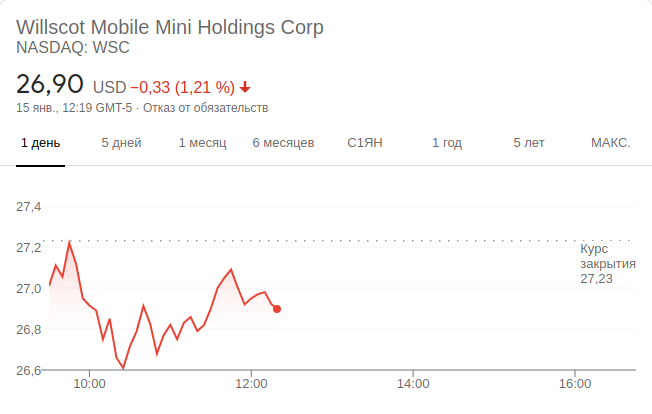 Willscot Mobile Mini Holdings Corp
NASDAQ: WSC
26,90 USD −0,33 (1,21 %)
15 янв., 12:19 GMT-5 · Отказ от обязательств
1 день 5 дней 1 месяц 6 месяцев С1ЯН 1 год 5 лет МАКС.
27,4
27,2
27,0
26,8
26,6
Курс
закрытия
27,23
10:00 12:00 14:00 16:00